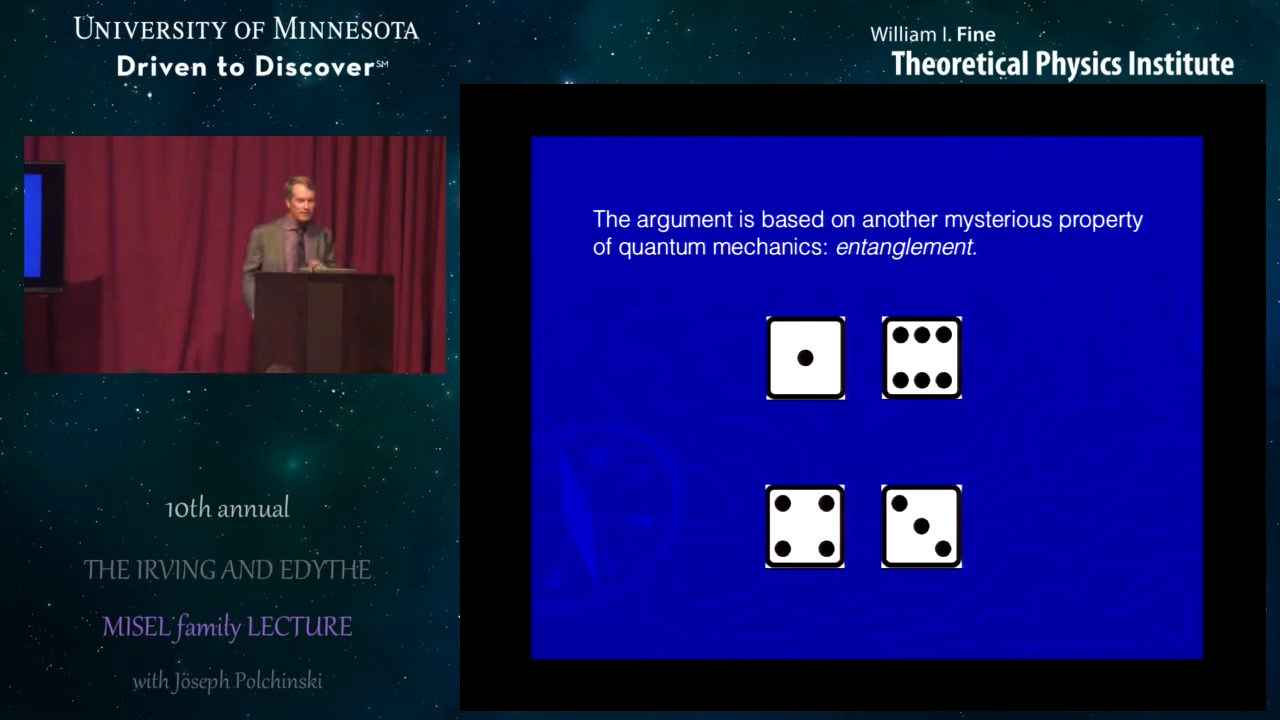 UNIVERSITY OF MINNESOTA
Driven to Discover℠
William I. Fine
Theoretical Physics Institute
The argument is based on another mysterious property
of quantum mechanics: entanglement.
10th annual
THE IRVING AND EDYTHE
MISEL family LECTURE
with Joseph Polchinski